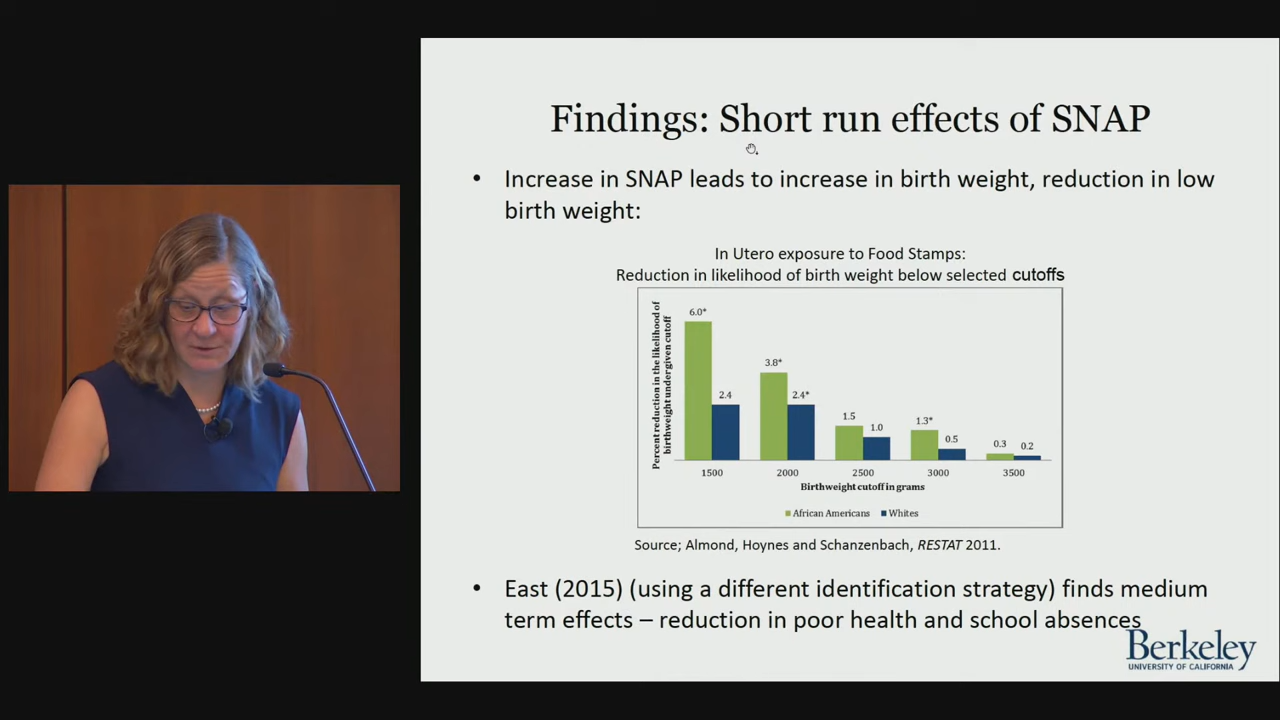 Findings: Short run effects of SNAP
• Increase in SNAP leads to increase in birth weight, reduction in low
birth weight:
In Utero exposure to Food Stamps:
Reduction in likelihood of birth weight below selected cutoffs
Percent reduction in the likelihood of
birthweight under given cutoff
6.0*
2.4
3.8*
2.4*
1.5
1.0
1.3*
0.5
0.3
0.2
1500 2000 2500 3000 3500
Birthweight cutoff in grams
African Americans Whites
Source; Almond, Hoynes and Schanzenbach, RESTAT 2011.
• East (2015) (using a different identification strategy) finds medium
term effects – reduction in poor health and school absences
Berkeley
UNIVERSITY OF CALIFORNIA